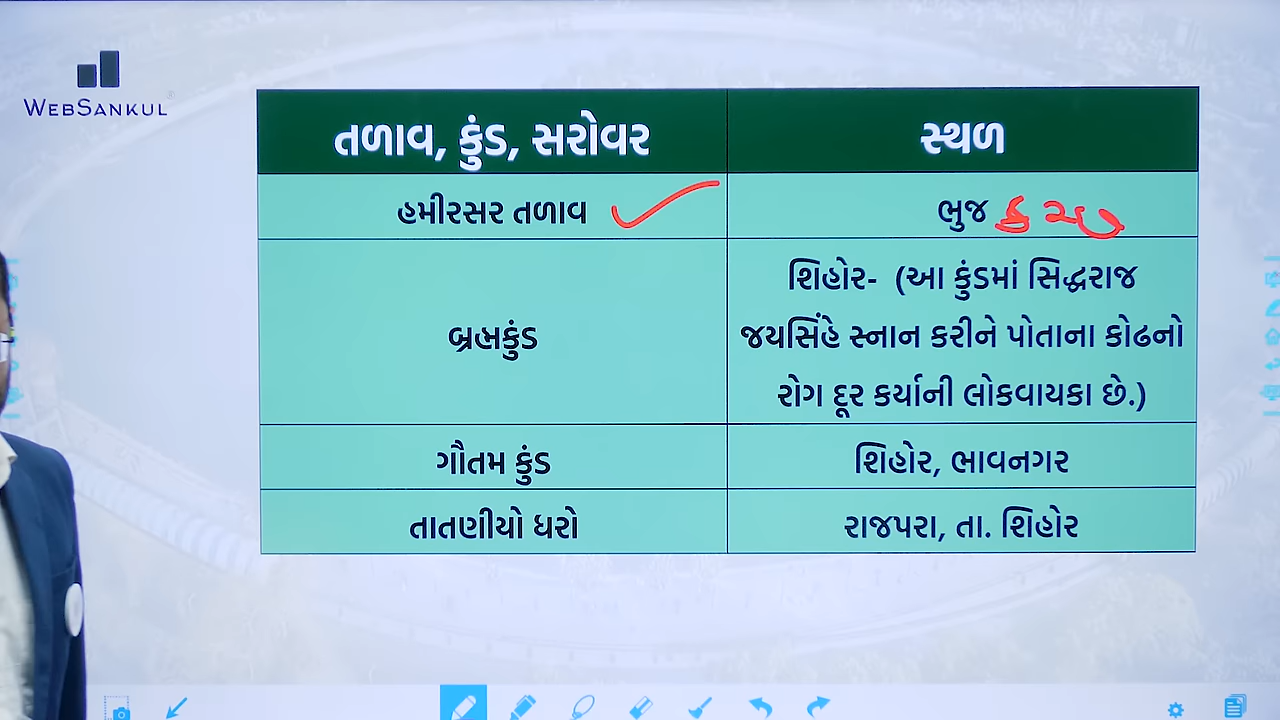 WEBSANKUL
તળાવ, કુંડ, સરોવર
સ્થળ
હમીરસર તળાવ
ભુજ
બ્રહ્મકુંડ
શિહોર- (આ કુંડમાં સિદ્ધરાજ
જયસિંહે સ્નાન કરીને પોતાના કોઢનો
રોગ દૂર કર્યાની લોકવાયકા છે.)
ગૌતમ કુંડ
શિહોર, ભાવનગર
તાતણીયો ધરો
રાજપરા, તા. શિહોર